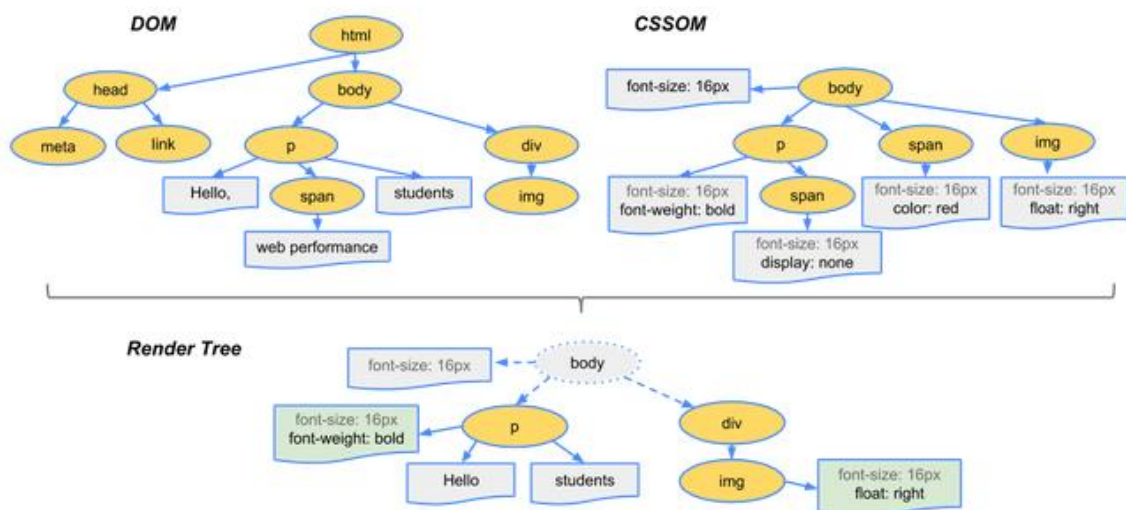 DOM
CSSOM
html
head
body
meta
link
p
div
Hello,
span
students
img
web performance
font-size: 16px
body
p
span
img
font-size: 16px
font-weight: bold
span
font-size: 16px
color: red
font-size: 16px
float: right
font-size: 16px
display: none
Render Tree
font-size: 16px
body
font-size: 16px
font-weight: bold
p
div
Hello
students
img
font-size: 16px
float: right